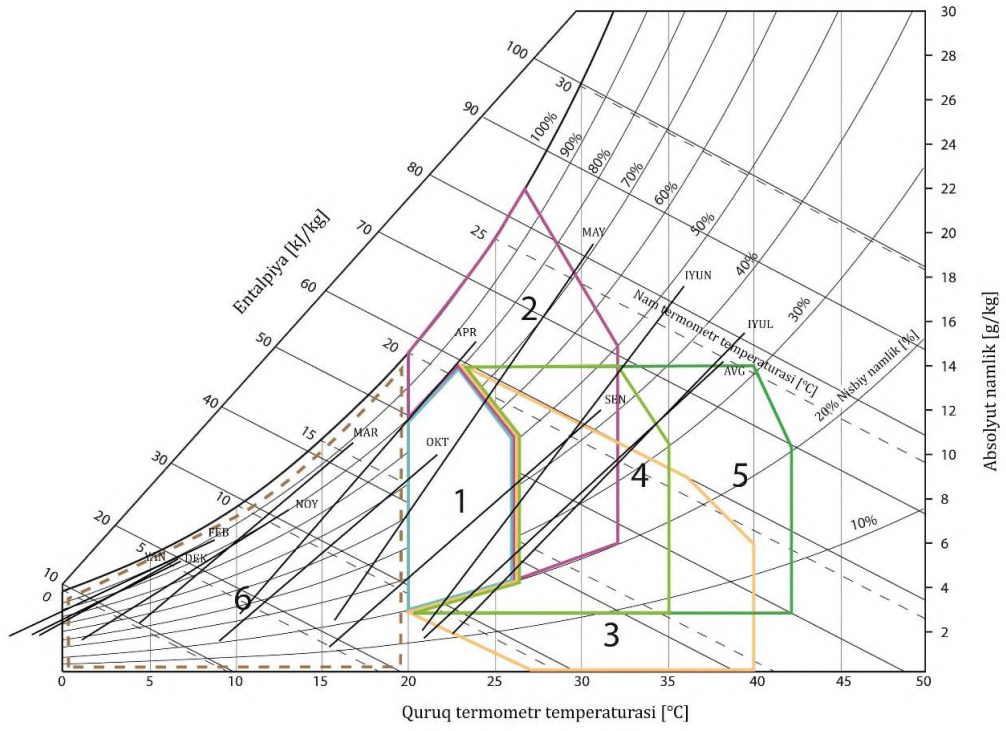 30
28
26
24
22
20
18
16
14
12
10
8
6
4
2
Absolyut namlik [g/kg]
100
90
80
70
60
50
40
30
20
10
Entalpiya [kJ/kg]
30
25
20
15
10
5
0
100%
90%
80%
70%
60%
50%
40%
30%
20% Nisbiy namlik [%]
10%
Nam termometr temperaturasi [°C]
MAY
IYUN
IYUL
AVG
APR
SEN
MAR
OKT
NOY
FEB
YAN
DEK
1
2
3
4
5
6
0 5 10 15 20 25 30 35 40 45 50
Quruq termometr temperaturasi [°C]